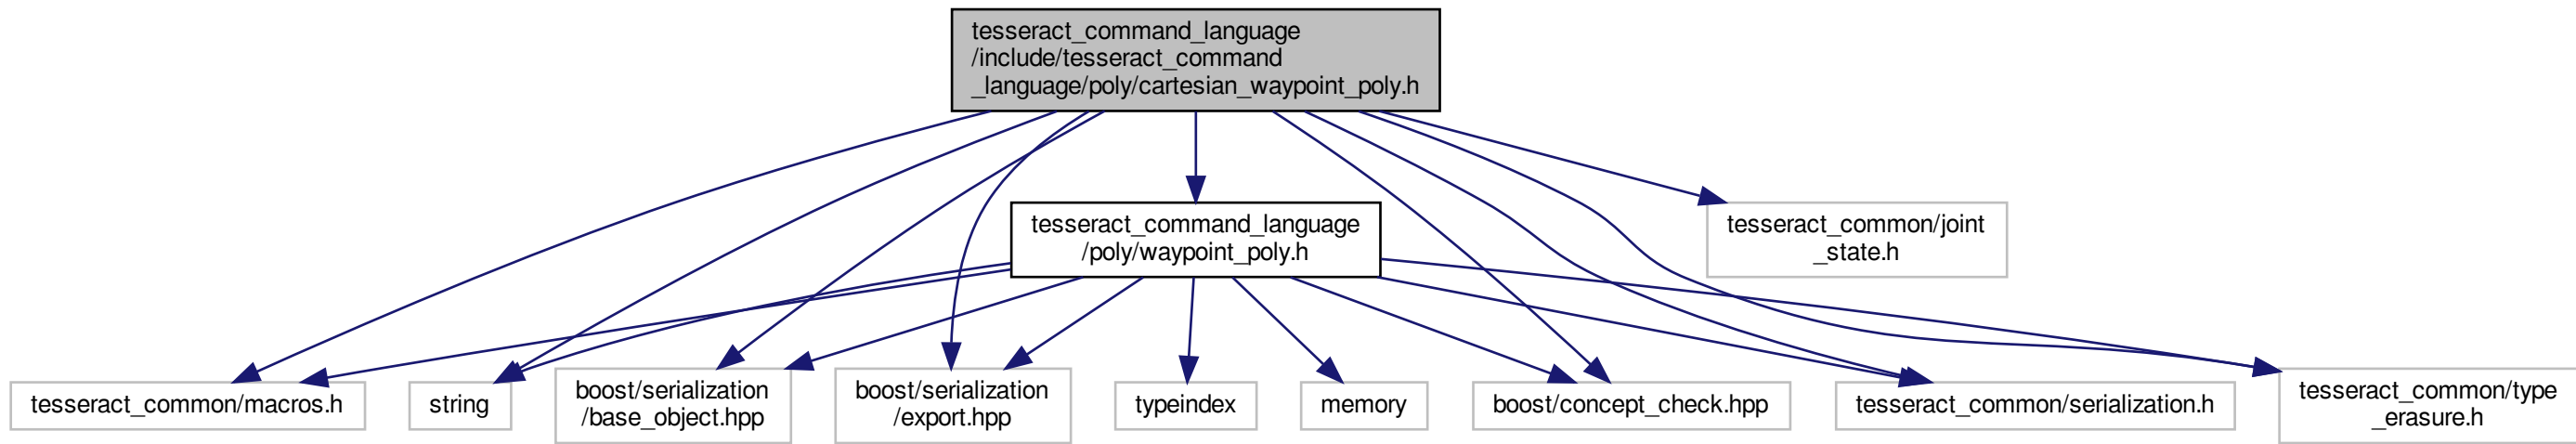 tesseract_command_language
/include/tesseract_command
_language/poly/cartesian_waypoint_poly.h
tesseract_command_language
/poly/waypoint_poly.h
tesseract_common/joint
_state.h
tesseract_common/macros.h
string
boost/serialization
/base_object.hpp
boost/serialization
/export.hpp
typeindex
memory
boost/concept_check.hpp
tesseract_common/serialization.h
tesseract_common/type
_erasure.h